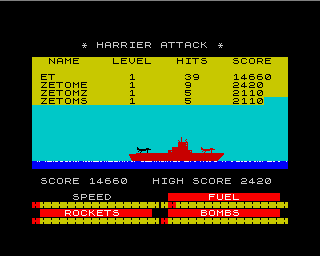 * HARRIER ATTACK *
NAME LEVEL HITS SCORE
ET 1 39 14660
ZETOME 1 9 2420
ZETOMZ 1 5 2110
ZETOMS 1 5 2110
SCORE 14660 HIGH SCORE 2420
SPEED FUEL
ROCKETS BOMBS